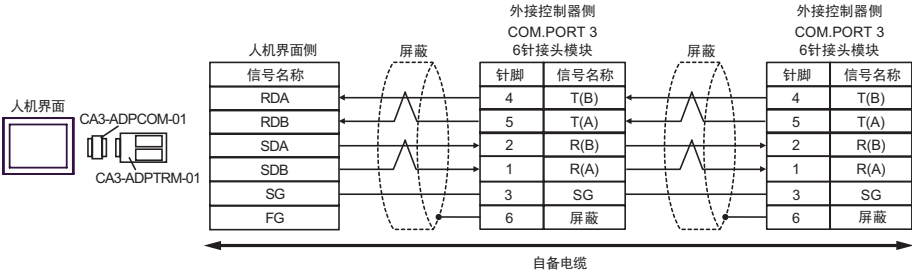 人机界面
CA3-ADPCOM-01
CA3-ADPTRM-01
人机界面侧
信号名称
RDA
RDB
SDA
SDB
SG
FG
屏蔽
外接控制器侧
COM.PORT 3
6针接头模块
针脚 信号名称
4 T(B)
5 T(A)
2 R(B)
1 R(A)
3 SG
6 屏蔽
屏蔽
外接控制器侧
COM.PORT 3
6针接头模块
针脚 信号名称
4 T(B)
5 T(A)
2 R(B)
1 R(A)
3 SG
6 屏蔽
自备电缆